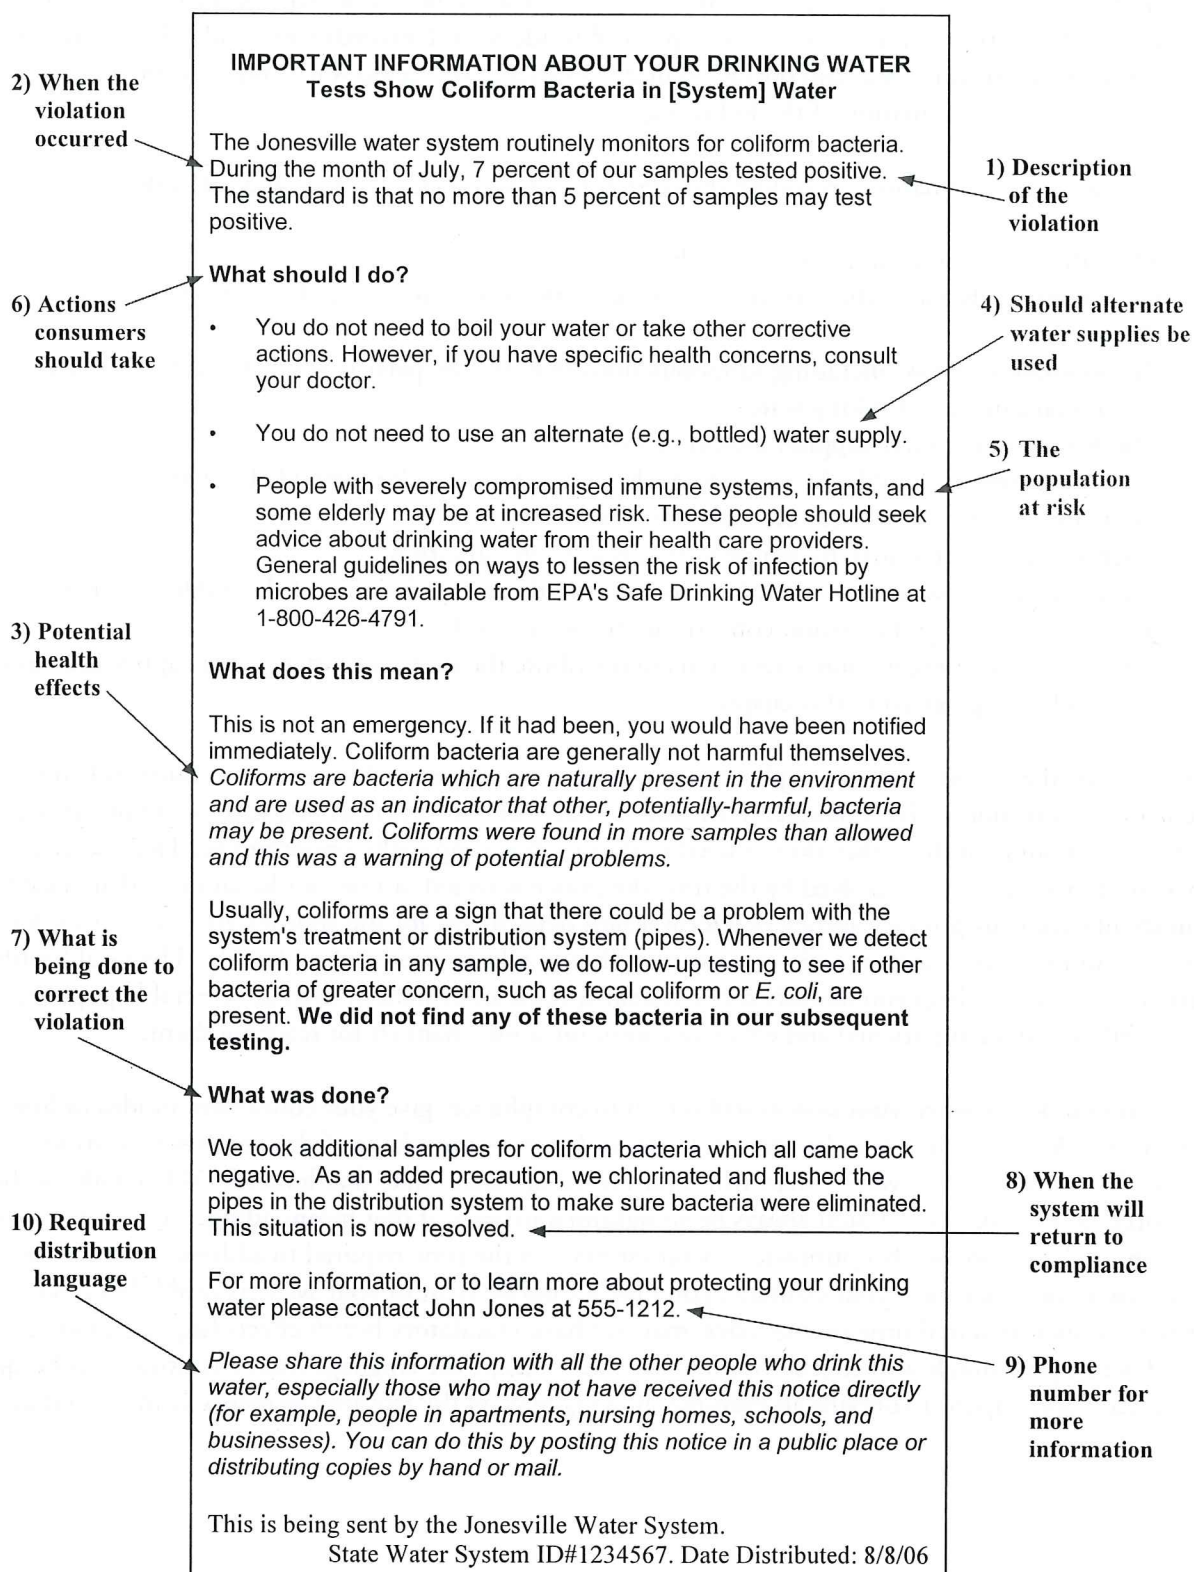 IMPORTANT INFORMATION ABOUT YOUR DRINKING WATER
Tests Show Coliform Bacteria in [System] Water
2) When the
violation
occurred
The Jonesville water system routinely monitors for coliform bacteria.
During the month of July, 7 percent of our samples tested positive.
The standard is that no more than 5 percent of samples may test
positive.
1) Description
of the
violation
What should I do?
6) Actions
consumers
should take
• You do not need to boil your water or take other corrective
actions. However, if you have specific health concerns, consult
your doctor.
4) Should alternate
water supplies be
used
• You do not need to use an alternate (e.g., bottled) water supply.
5) The
population
at risk
• People with severely compromised immune systems, infants, and
some elderly may be at increased risk. These people should seek
advice about drinking water from their health care providers.
General guidelines on ways to lessen the risk of infection by
microbes are available from EPA's Safe Drinking Water Hotline at
1-800-426-4791.
3) Potential
health
effects
What does this mean?
This is not an emergency. If it had been, you would have been notified
immediately. Coliform bacteria are generally not harmful themselves.
Coliforms are bacteria which are naturally present in the environment
and are used as an indicator that other, potentially-harmful, bacteria
may be present. Coliforms were found in more samples than allowed
and this was a warning of potential problems.
7) What is
being done to
correct the
violation
Usually, coliforms are a sign that there could be a problem with the
system's treatment or distribution system (pipes). Whenever we detect
coliform bacteria in any sample, we do follow-up testing to see if other
bacteria of greater concern, such as fecal coliform or E. coli, are
present. We did not find any of these bacteria in our subsequent
testing.
What was done?
We took additional samples for coliform bacteria which all came back
negative. As an added precaution, we chlorinated and flushed the
pipes in the distribution system to make sure bacteria were eliminated.
This situation is now resolved.
8) When the
system will
return to
compliance
10) Required
distribution
language
For more information, or to learn more about protecting your drinking
water please contact John Jones at 555-1212.
9) Phone
number for
more
information
Please share this information with all the other people who drink this
water, especially those who may not have received this notice directly
(for example, people in apartments, nursing homes, schools, and
businesses). You can do this by posting this notice in a public place or
distributing copies by hand or mail.
This is being sent by the Jonesville Water System.
State Water System ID#1234567. Date Distributed: 8/8/06